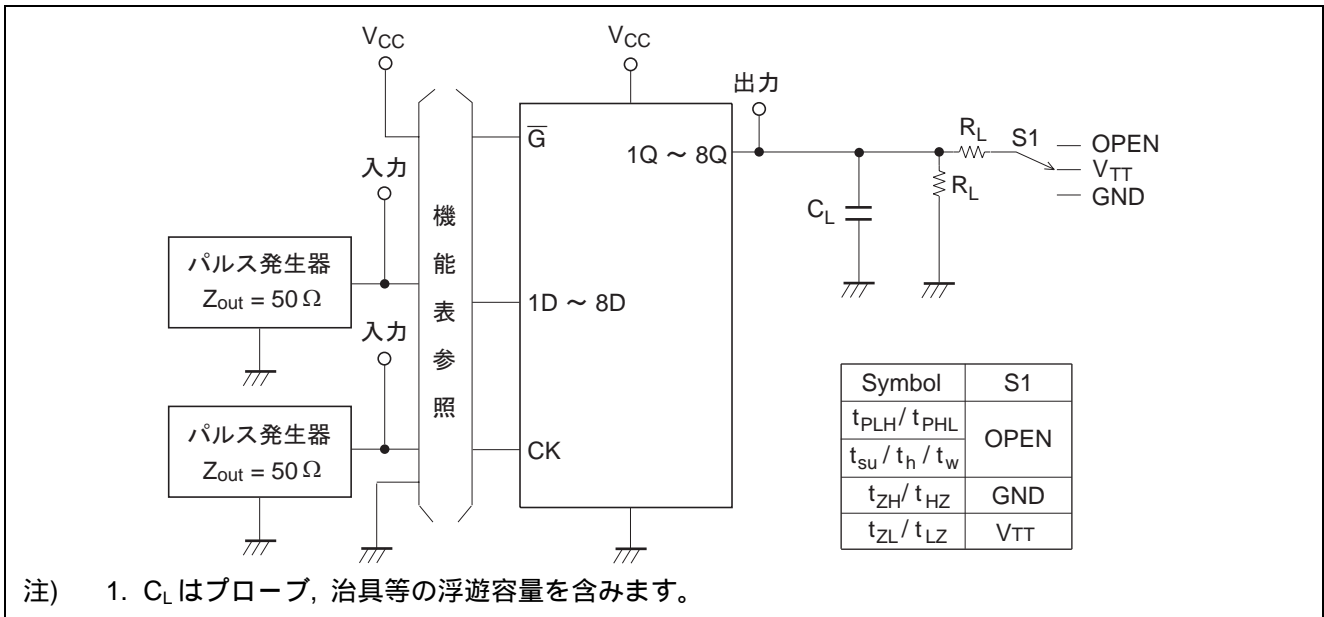 V_CC
V_CC
出力
G̅
1Q ～ 8Q
R_L
S1
OPEN
V_TT
GND
R_L
C_L
入力
機能表参照
パルス発生器
Z_out = 50 Ω
1D ～ 8D
入力
パルス発生器
Z_out = 50 Ω
CK
Symbol S1
t_PLH / t_PHL OPEN
t_su / t_h / t_w
t_ZH / t_HZ GND
t_ZL / t_LZ V_TT
注) 1. C_L はプローブ, 治具等の浮遊容量を含みます。